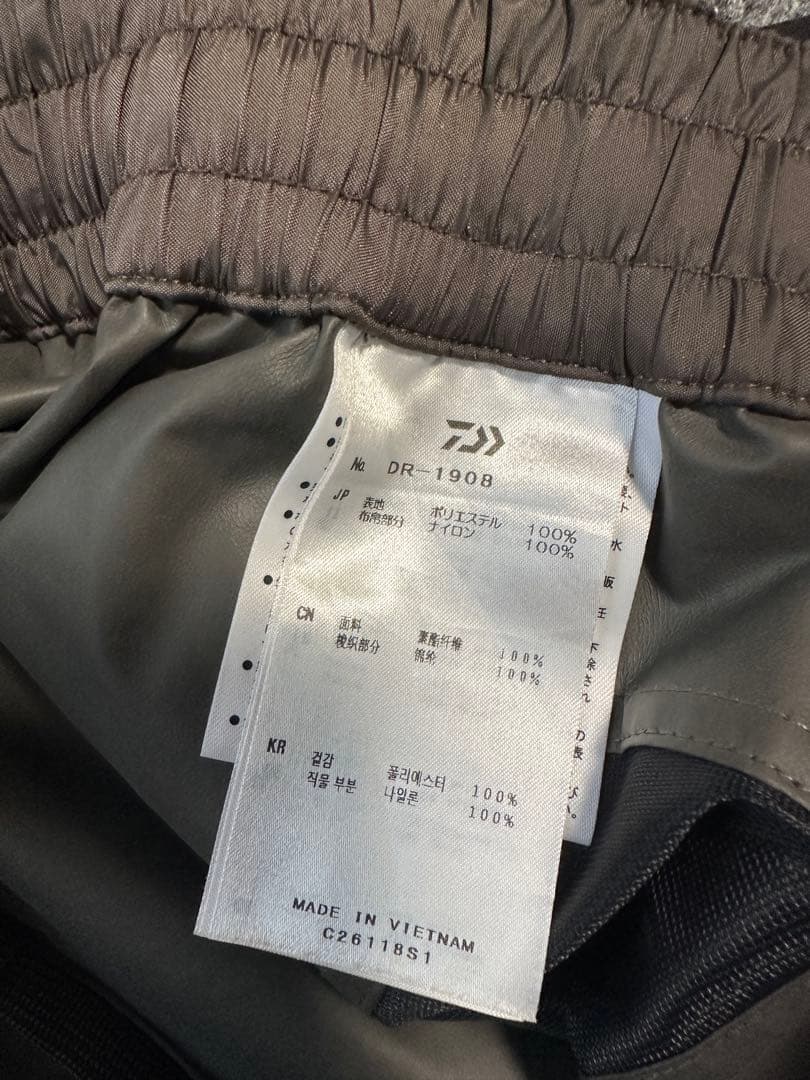 No. DR-1908
JP
表地 ポリエステル 100%
布帛部分 ナイロン 100%
CN
面料 聚酯纤维 100%
梭织部分 锦纶 100%
KR
겉감 폴리에스터 100%
직물 부분 나일론 100%
MADE IN VIETNAM
C26118S1